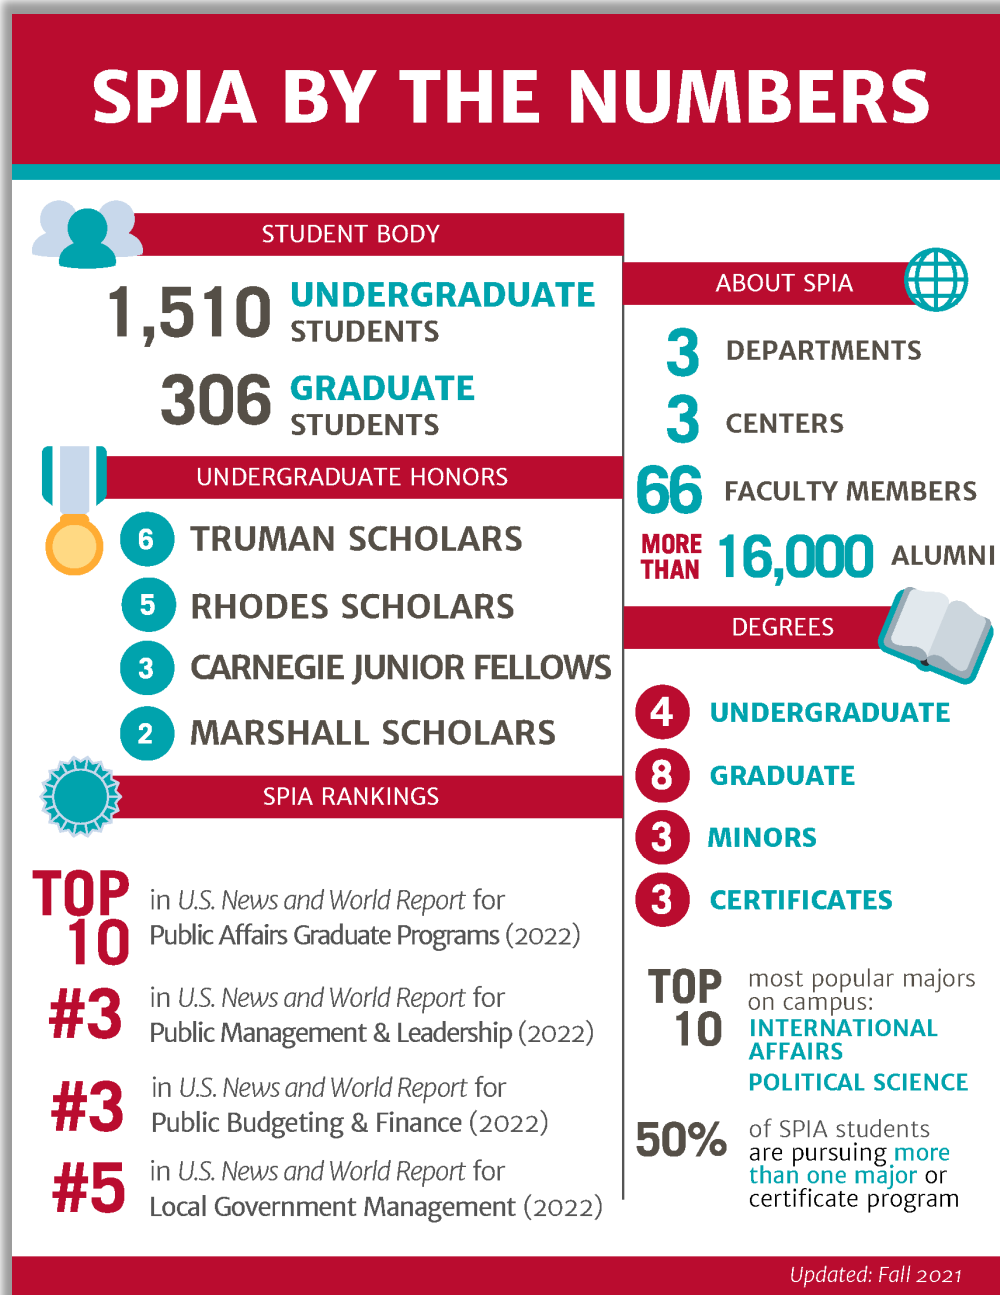 SPIA BY THE NUMBERS
STUDENT BODY
1,510 UNDERGRADUATE
STUDENTS
306 GRADUATE
STUDENTS
UNDERGRADUATE HONORS
6 TRUMAN SCHOLARS
5 RHODES SCHOLARS
3 CARNEGIE JUNIOR FELLOWS
2 MARSHALL SCHOLARS
SPIA RANKINGS
TOP
10
in U.S. News and World Report for
Public Affairs Graduate Programs (2022)
#3
in U.S. News and World Report for
Public Management & Leadership (2022)
#3
in U.S. News and World Report for
Public Budgeting & Finance (2022)
#5
in U.S. News and World Report for
Local Government Management (2022)
ABOUT SPIA
3 DEPARTMENTS
3 CENTERS
66 FACULTY MEMBERS
MORE
THAN
16,000 ALUMNI
DEGREES
4 UNDERGRADUATE
8 GRADUATE
3 MINORS
3 CERTIFICATES
TOP
10
most popular majors
on campus:
INTERNATIONAL
AFFAIRS
POLITICAL SCIENCE
50%
of SPIA students
are pursuing more
than one major or
certificate program
Updated: Fall 2021